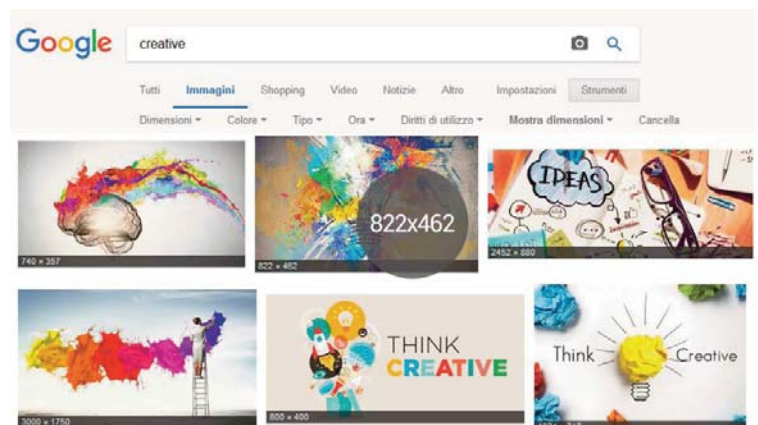 Google creative
Tutti Immagini Shopping Video Notizie Altro Impostazioni Strumenti
Dimensioni Colore Tipo Ora Diritti di utilizzo Mostra dimensioni Cancella
IDEAS
822x462
740 × 357
822 × 462
2452 × 880
THINK
CREATIVE
Think Creative
3000 × 1750
800 × 400